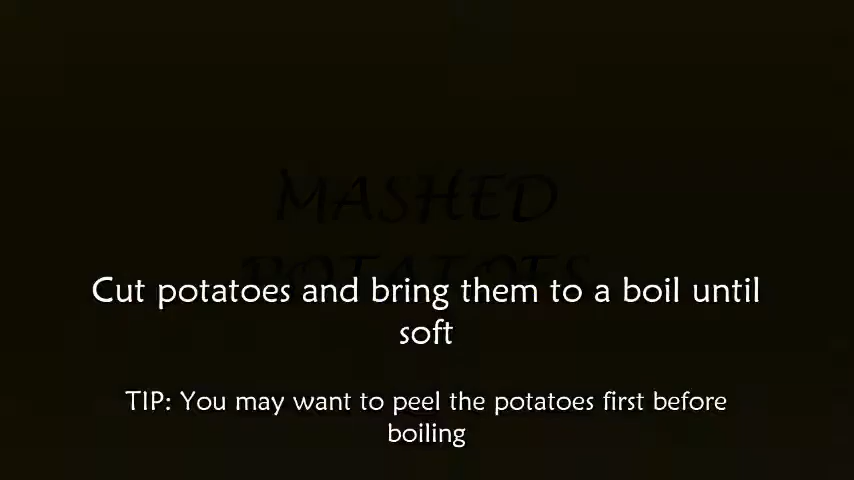 MASHED
POTATOES
Cut potatoes and bring them to a boil until
soft
TIP: You may want to peel the potatoes first before
boiling